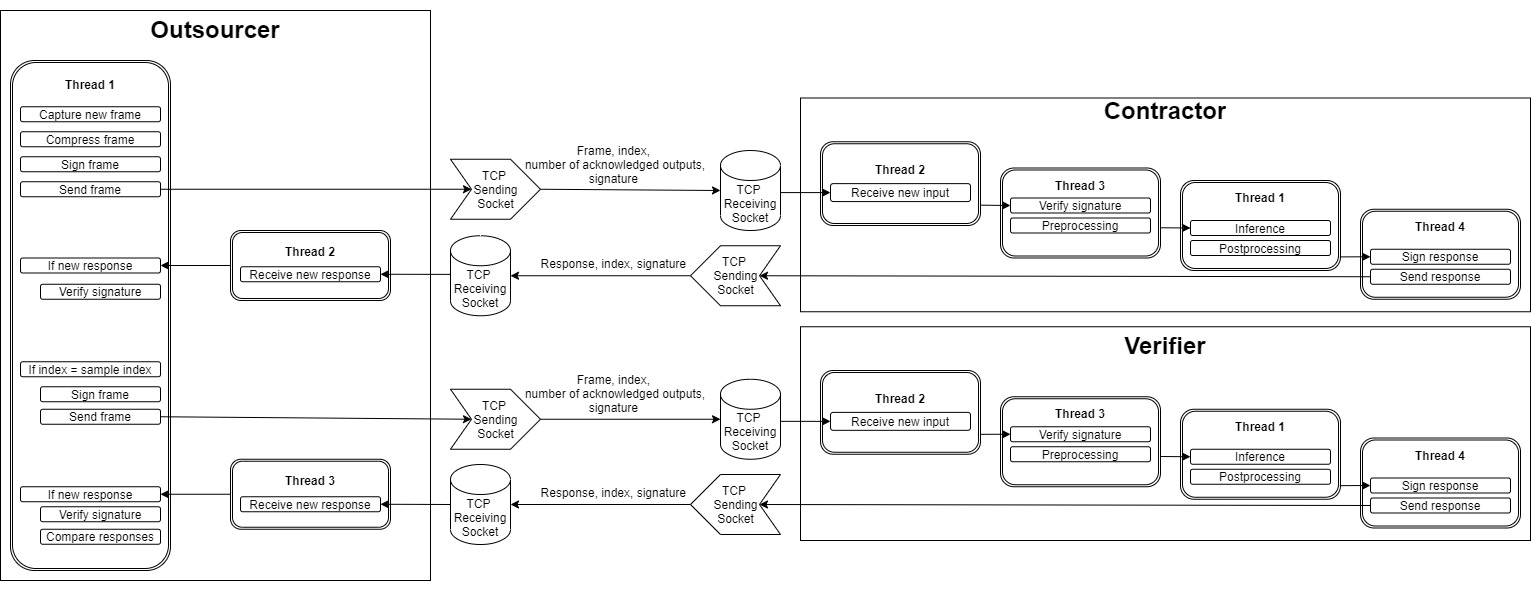 Outsourcer
Thread 1
Capture new frame
Compress frame
Sign frame
Send frame
Thread 2
Receive new response
If new response
Verify signature
If index = sample index
Sign frame
Send frame
Thread 3
Receive new response
If new response
Verify signature
Compare responses
TCP
Sending
Socket
Frame, index,
number of acknowledged outputs,
signature
TCP
Receiving
Socket
TCP
Receiving
Socket
Response, index, signature
TCP
Sending
Socket
TCP
Sending
Socket
Frame, index,
number of acknowledged outputs,
signature
TCP
Receiving
Socket
TCP
Receiving
Socket
Response, index, signature
TCP
Sending
Socket
Contractor
Thread 2
Receive new input
Thread 3
Verify signature
Preprocessing
Thread 1
Inference
Postprocessing
Thread 4
Sign response
Send response
Verifier
Thread 2
Receive new input
Thread 3
Verify signature
Preprocessing
Thread 1
Inference
Postprocessing
Thread 4
Sign response
Send response